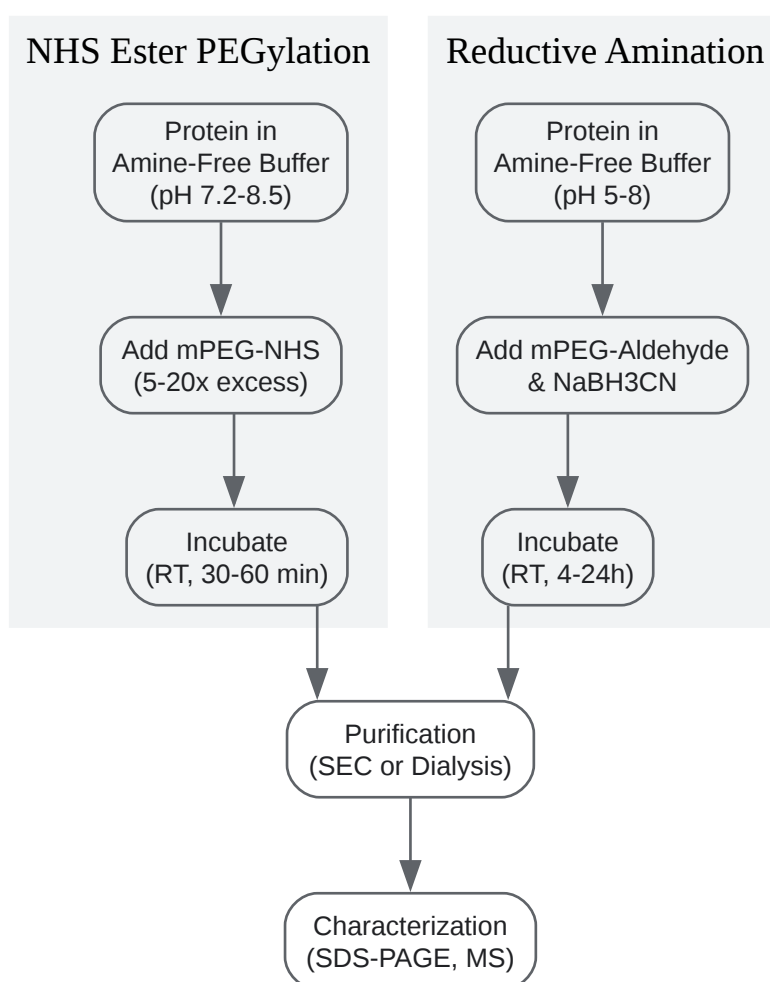 NHS Ester PEGylation
Protein in
Amine-Free Buffer
(pH 7.2-8.5)
Add mPEG-NHS
(5-20x excess)
Incubate
(RT, 30-60 min)
Reductive Amination
Protein in
Amine-Free Buffer
(pH 5-8)
Add mPEG-Aldehyde
& NaBH3CN
Incubate
(RT, 4-24h)
Purification
(SEC or Dialysis)
Characterization
(SDS-PAGE, MS)